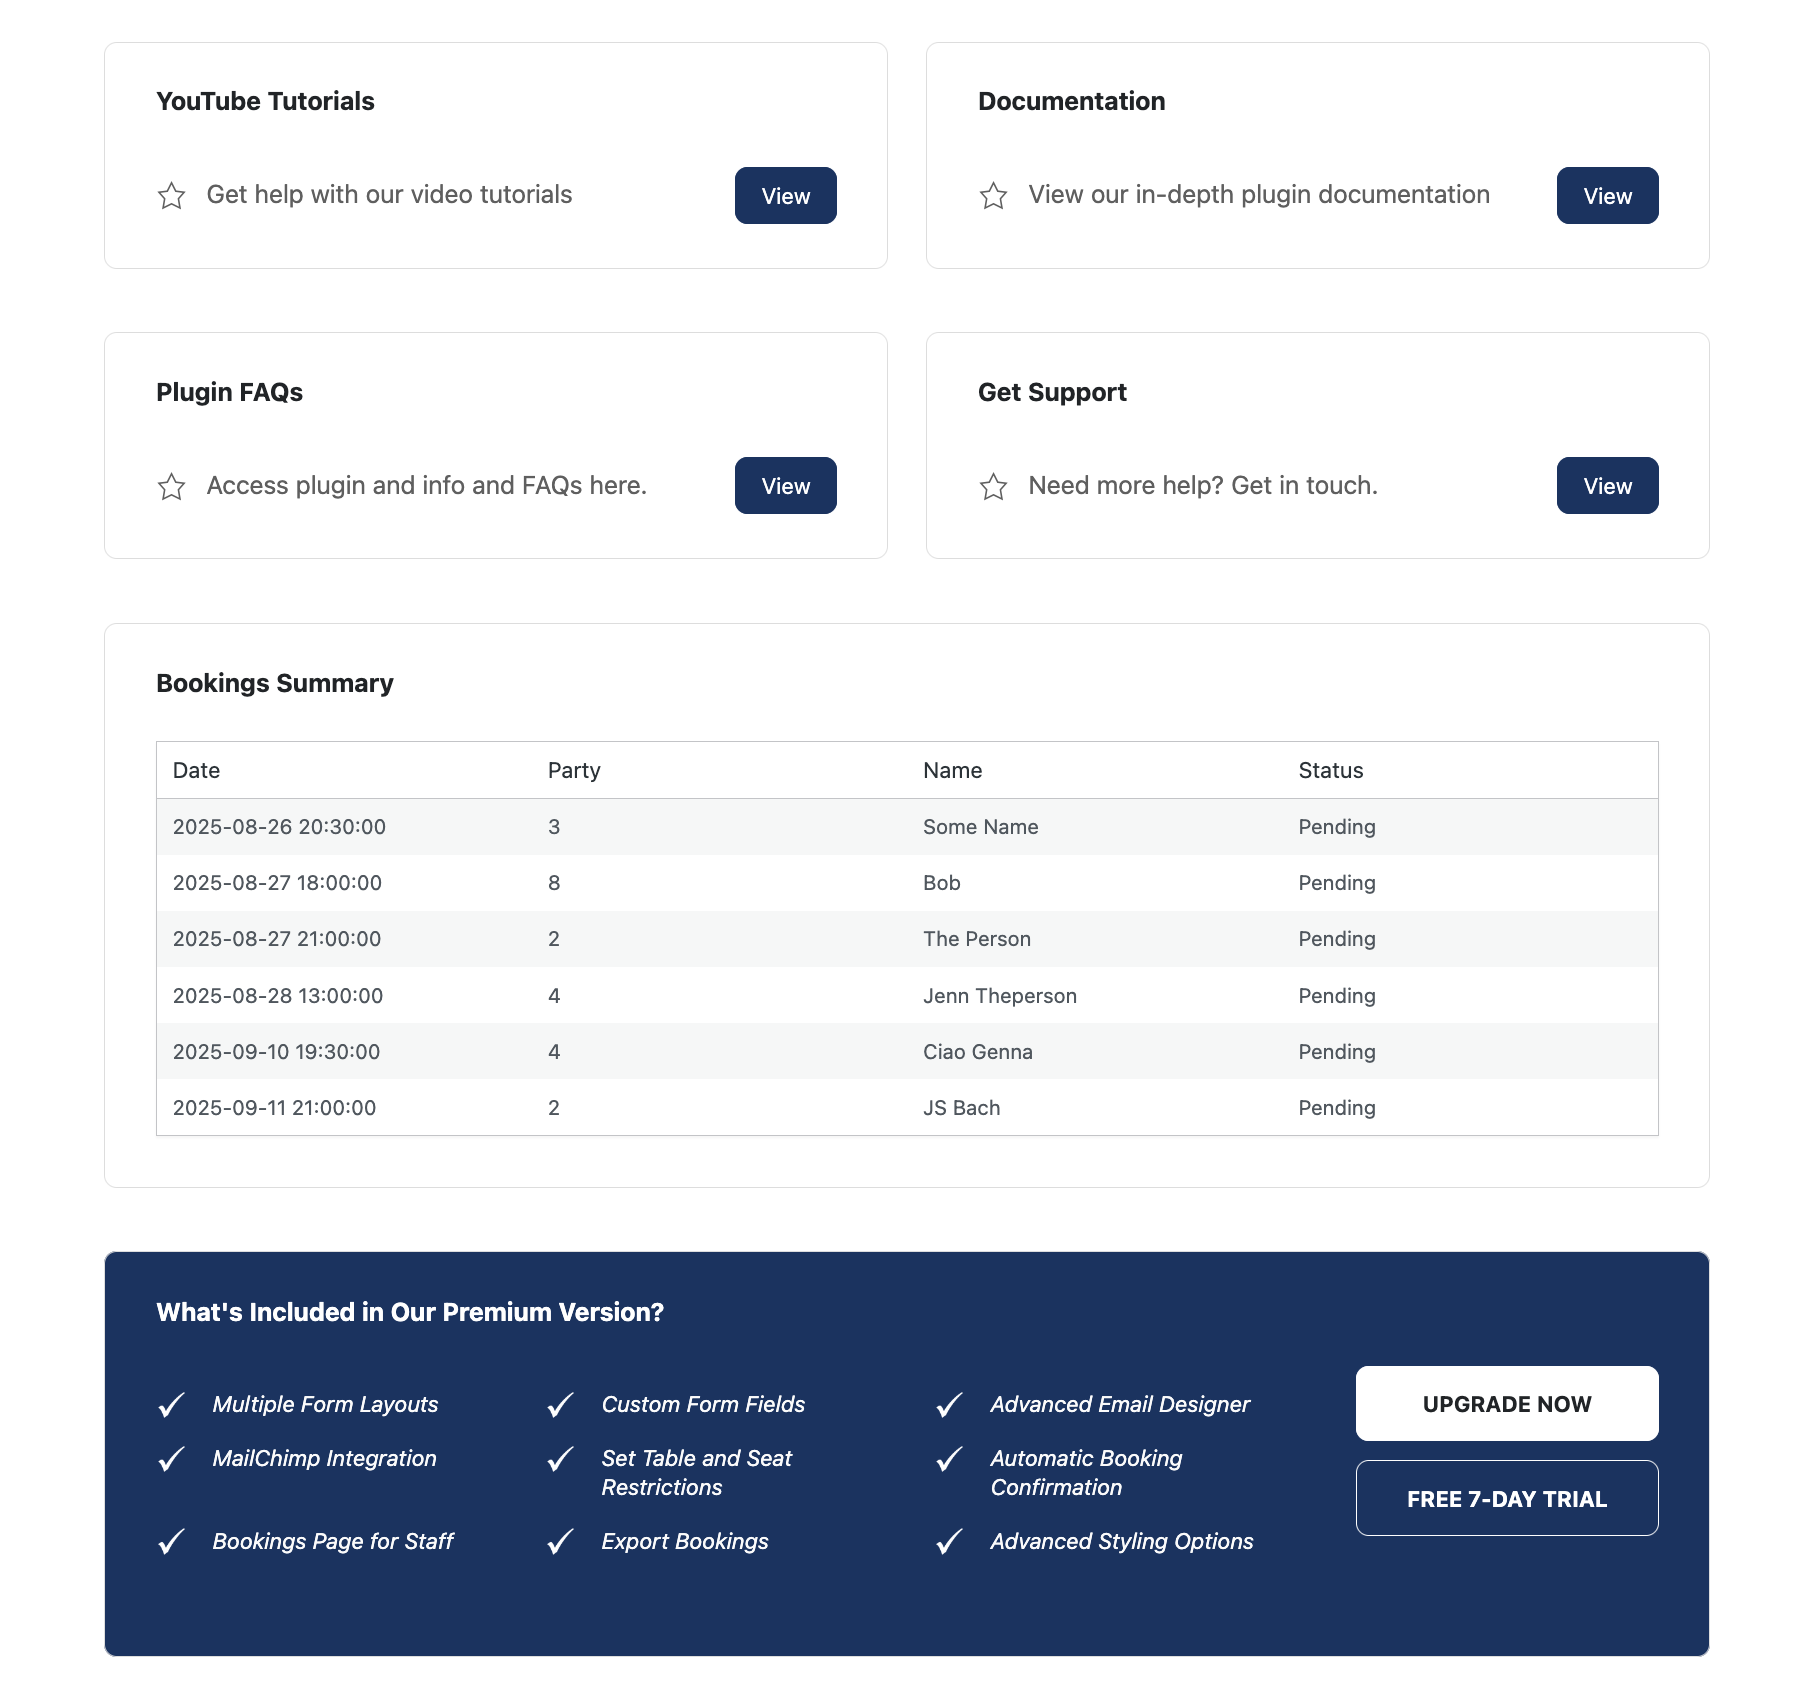 YouTube Tutorials
Get help with our video tutorials
View
Documentation
View our in-depth plugin documentation
View
Plugin FAQs
Access plugin and info and FAQs here.
View
Get Support
Need more help? Get in touch.
View
Bookings Summary
Date Party Name Status
2025-08-26 20:30:00 3 Some Name Pending
2025-08-27 18:00:00 8 Bob Pending
2025-08-27 21:00:00 2 The Person Pending
2025-08-28 13:00:00 4 Jenn Theperson Pending
2025-09-10 19:30:00 4 Ciao Genna Pending
2025-09-11 21:00:00 2 JS Bach Pending
What's Included in Our Premium Version?
Multiple Form Layouts
MailChimp Integration
Bookings Page for Staff
Custom Form Fields
Set Table and Seat
Restrictions
Export Bookings
Advanced Email Designer
Automatic Booking
Confirmation
Advanced Styling Options
UPGRADE NOW
FREE 7-DAY TRIAL